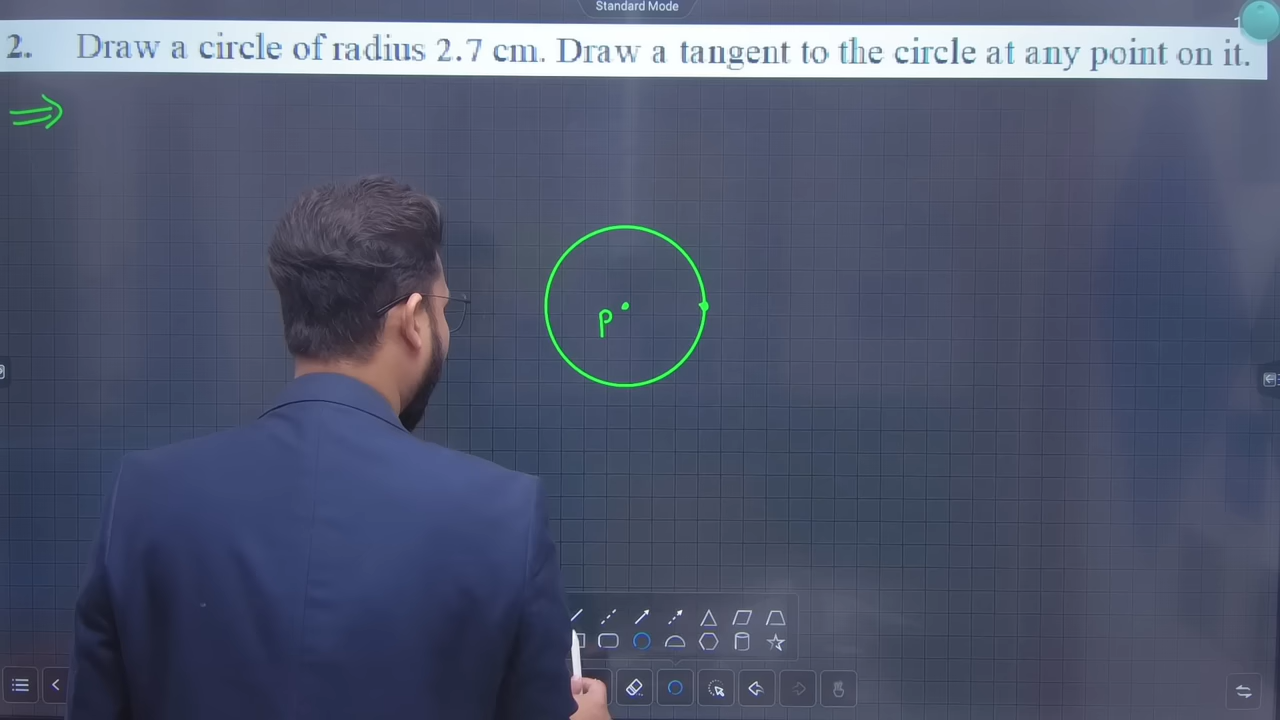 Standard Mode
2. Draw a circle of radius 2.7 cm. Draw a tangent to the circle at any point on it.
P